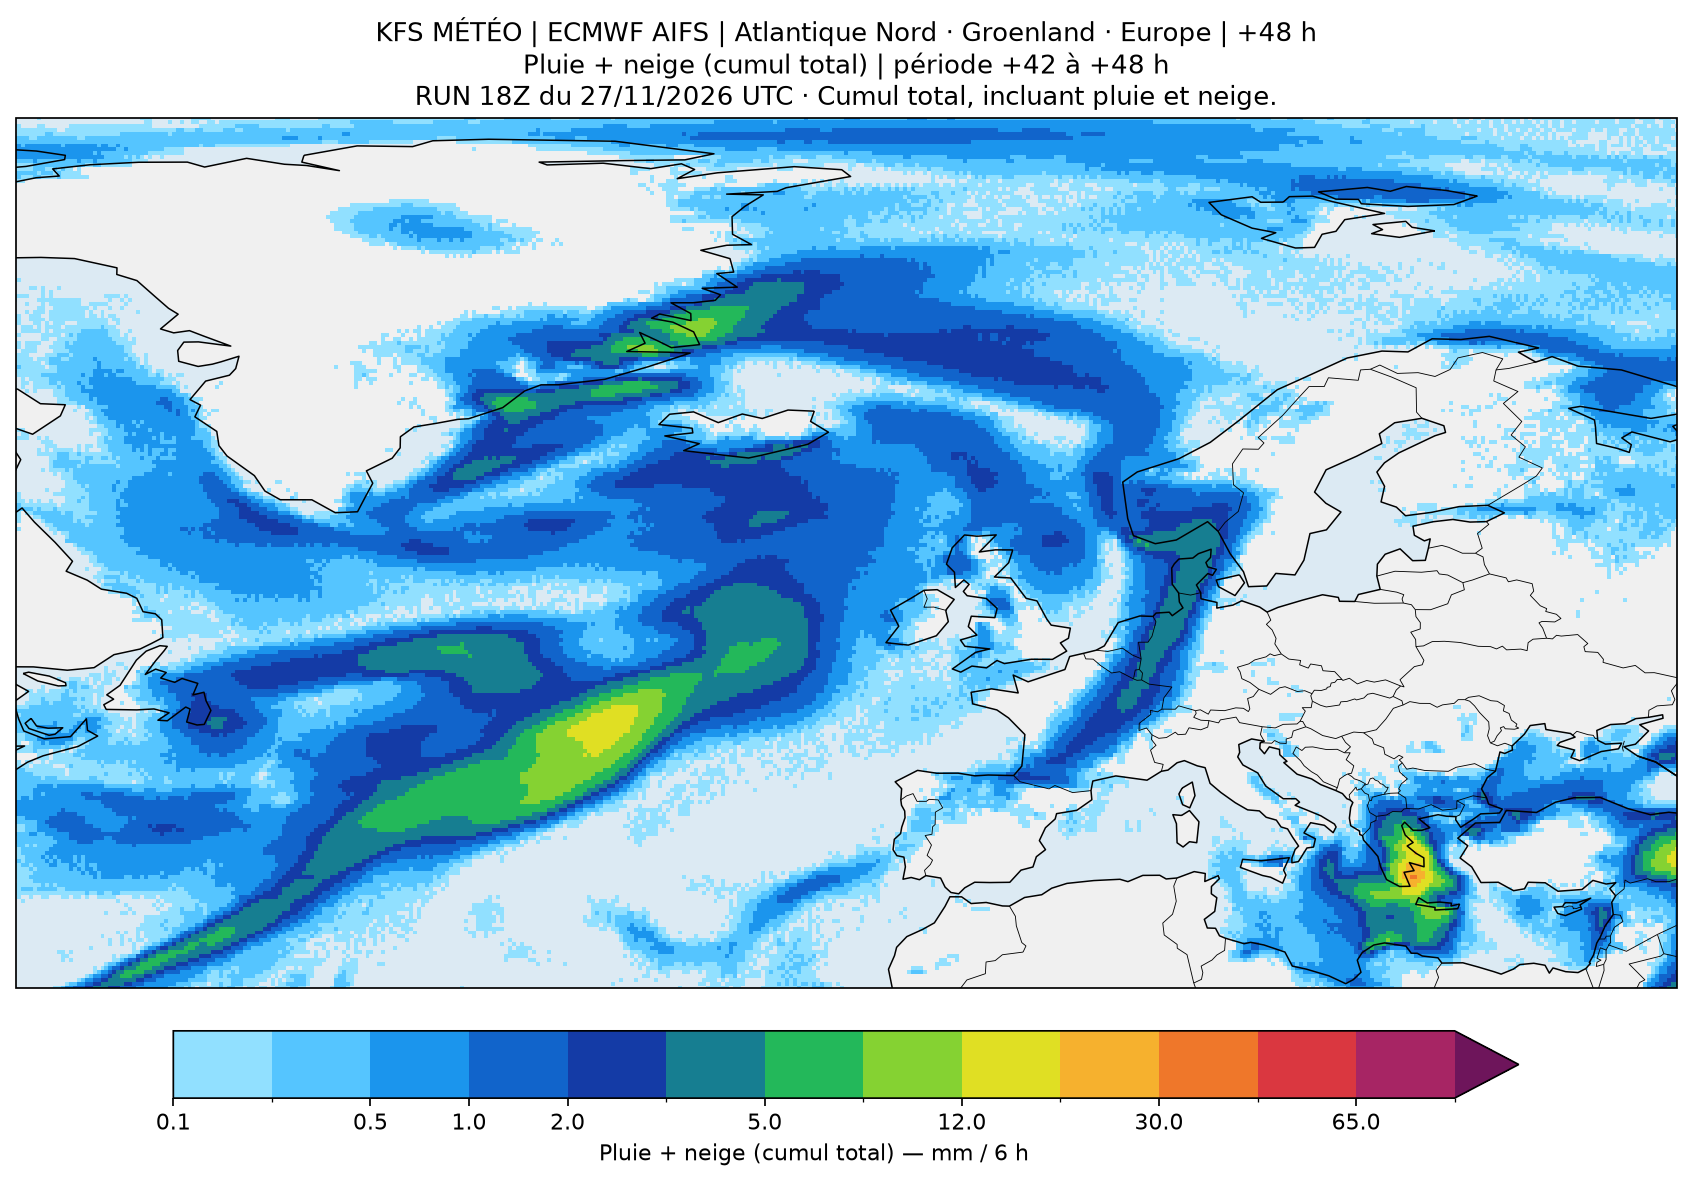 KFS MÉTÉO | ECMWF AIFS | Atlantique Nord · Groenland · Europe | +48 h
Pluie + neige (cumul total) | période +42 à +48 h
RUN 18Z du 27/11/2026 UTC · Cumul total, incluant pluie et neige.
0.1 0.5 1.0 2.0 5.0 12.0 30.0 65.0
Pluie + neige (cumul total) — mm / 6 h